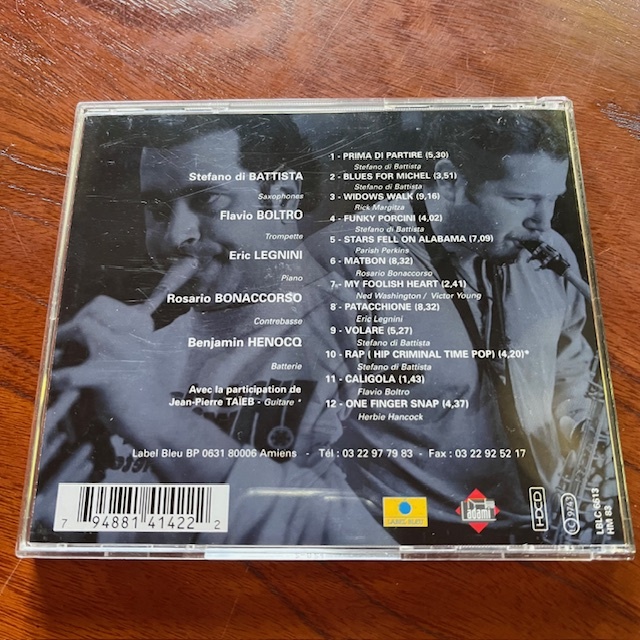 Stefano di BATTISTA
Saxophones
Flavio BOLTRO
Trompette
Eric LEGNINI
Piano
Rosario BONACCORSO
Contrebasse
Benjamin HENOCQ
Batterie
Avec la participation de
Jean-Pierre TAÏEB - Guitare *
1 - PRIMA DI PARTIRE (5,30)
Stefano di Battista
2 - BLUES FOR MICHEL (3,51)
Stefano di Battista
3 - WIDOWS WALK (9,16)
Rick Margitza
4 - FUNKY PORCINI (4,02)
Stefano di Battista
5 - STARS FELL ON ALABAMA (7,09)
Parish Perkins
6 - MATBON (8,32)
Rosario Bonaccorso
7 - MY FOOLISH HEART (2,41)
Ned Washington / Victor Young
8 - PATACCHIONE (8,32)
Eric Legnini
9 - VOLARE (5,27)
Stefano di Battista
10 - RAP ( HIP CRIMINAL TIME POP) (4,20)*
Stefano di Battista
11 - CALIGOLA (1,43)
Flavio Boltro
12 - ONE FINGER SNAP (4,37)
Herbie Hancock
Label Bleu BP 0631 80006 Amiens - Tél : 03 22 97 79 83 - Fax : 03 22 92 52 17
7 94881 41422 2
LABEL BLEU
adami
HDCD
LBLC 6613
HM 83